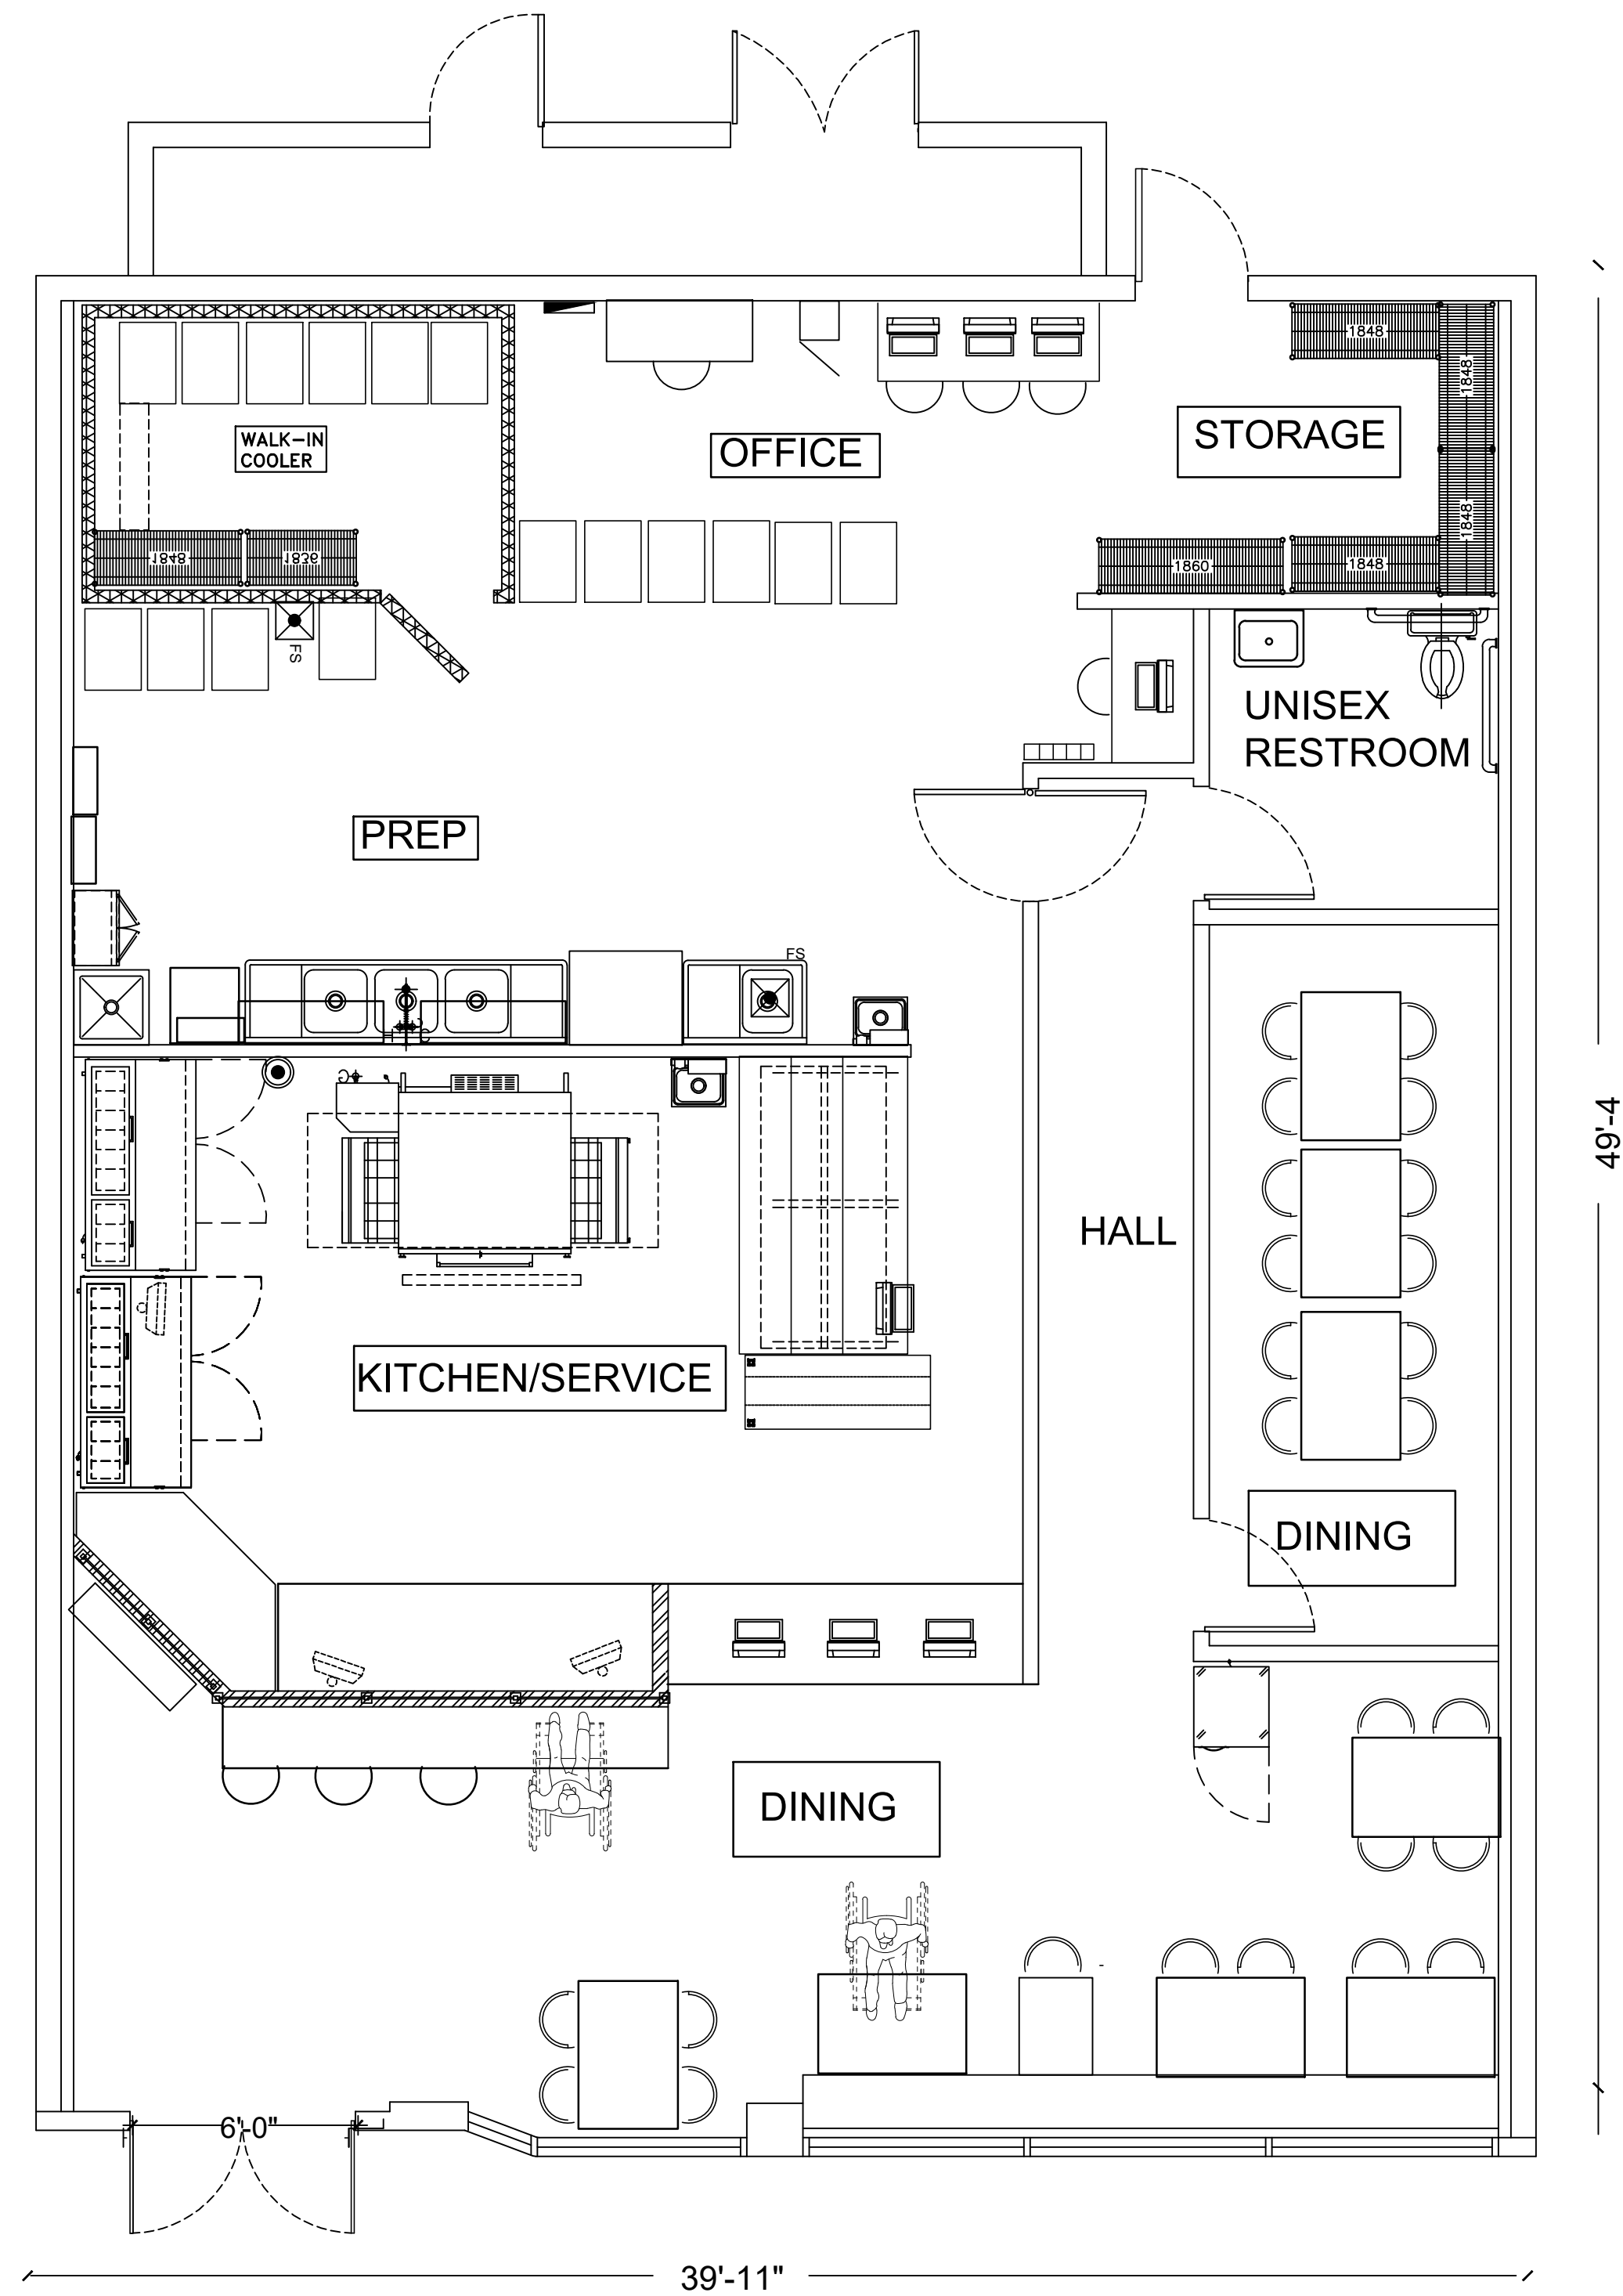 1848
1848
WALK-IN
COOLER
OFFICE
STORAGE
1848
1848
1836
1860
1848
FS
UNISEX
RESTROOM
PREP
FS
49'-4
HALL
KITCHEN/SERVICE
DINING
DINING
6'-0"
39'-11"